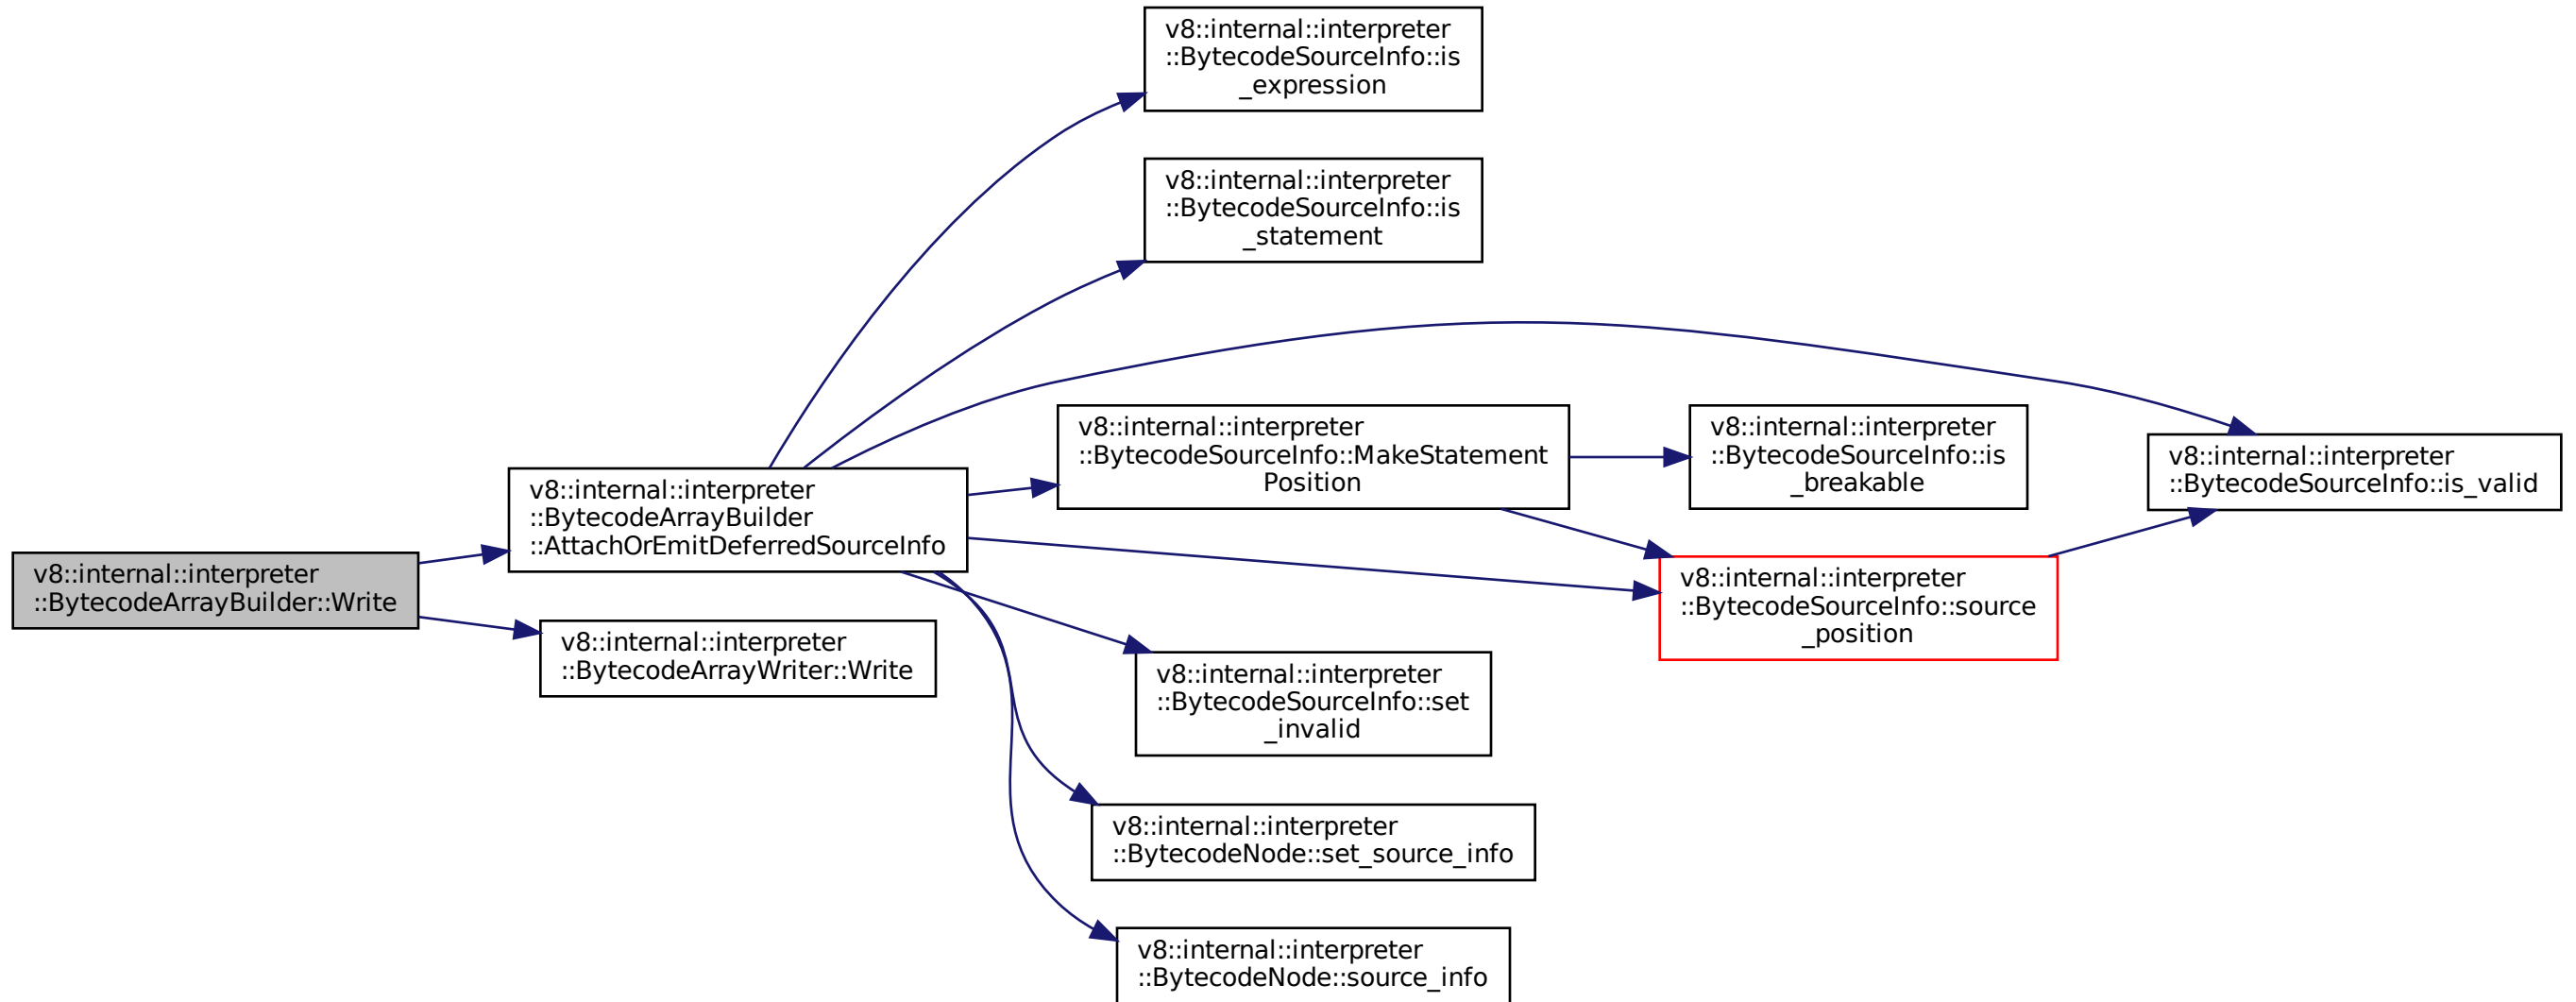 v8::internal::interpreter
::BytecodeArrayBuilder::Write
v8::internal::interpreter
::BytecodeArrayBuilder
::AttachOrEmitDeferredSourceInfo
v8::internal::interpreter
::BytecodeArrayWriter::Write
v8::internal::interpreter
::BytecodeSourceInfo::is
_expression
v8::internal::interpreter
::BytecodeSourceInfo::is
_statement
v8::internal::interpreter
::BytecodeSourceInfo::MakeStatement
Position
v8::internal::interpreter
::BytecodeSourceInfo::is
_breakable
v8::internal::interpreter
::BytecodeSourceInfo::is_valid
v8::internal::interpreter
::BytecodeSourceInfo::source
_position
v8::internal::interpreter
::BytecodeSourceInfo::set
_invalid
v8::internal::interpreter
::BytecodeNode::set_source_info
v8::internal::interpreter
::BytecodeNode::source_info